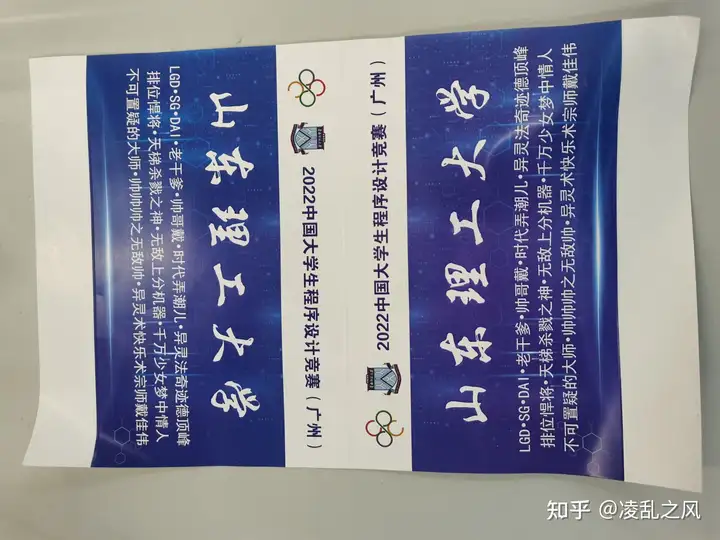 2022中国大学生程序设计竞赛（广州）
山东理工大学
LGD•SG•DAI•老干爹•帅哥戴•时代弄潮儿•异灵法奇迹德顶峰
排位悍将•天梯杀戮之神•无敌上分机器•千万少女梦中情人
不可置疑的大师•帅帅帅之无敌帅•异灵术快乐术宗师戴佳伟
2022中国大学生程序设计竞赛（广州）
山东理工大学
LGD•SG•DAI•老干爹•帅哥戴•时代弄潮儿•异灵法奇迹德顶峰
排位悍将•天梯杀戮之神•无敌上分机器•千万少女梦中情人
不可置疑的大师•帅帅帅之无敌帅•异灵术快乐术宗师戴佳伟
知乎 @凌乱之风